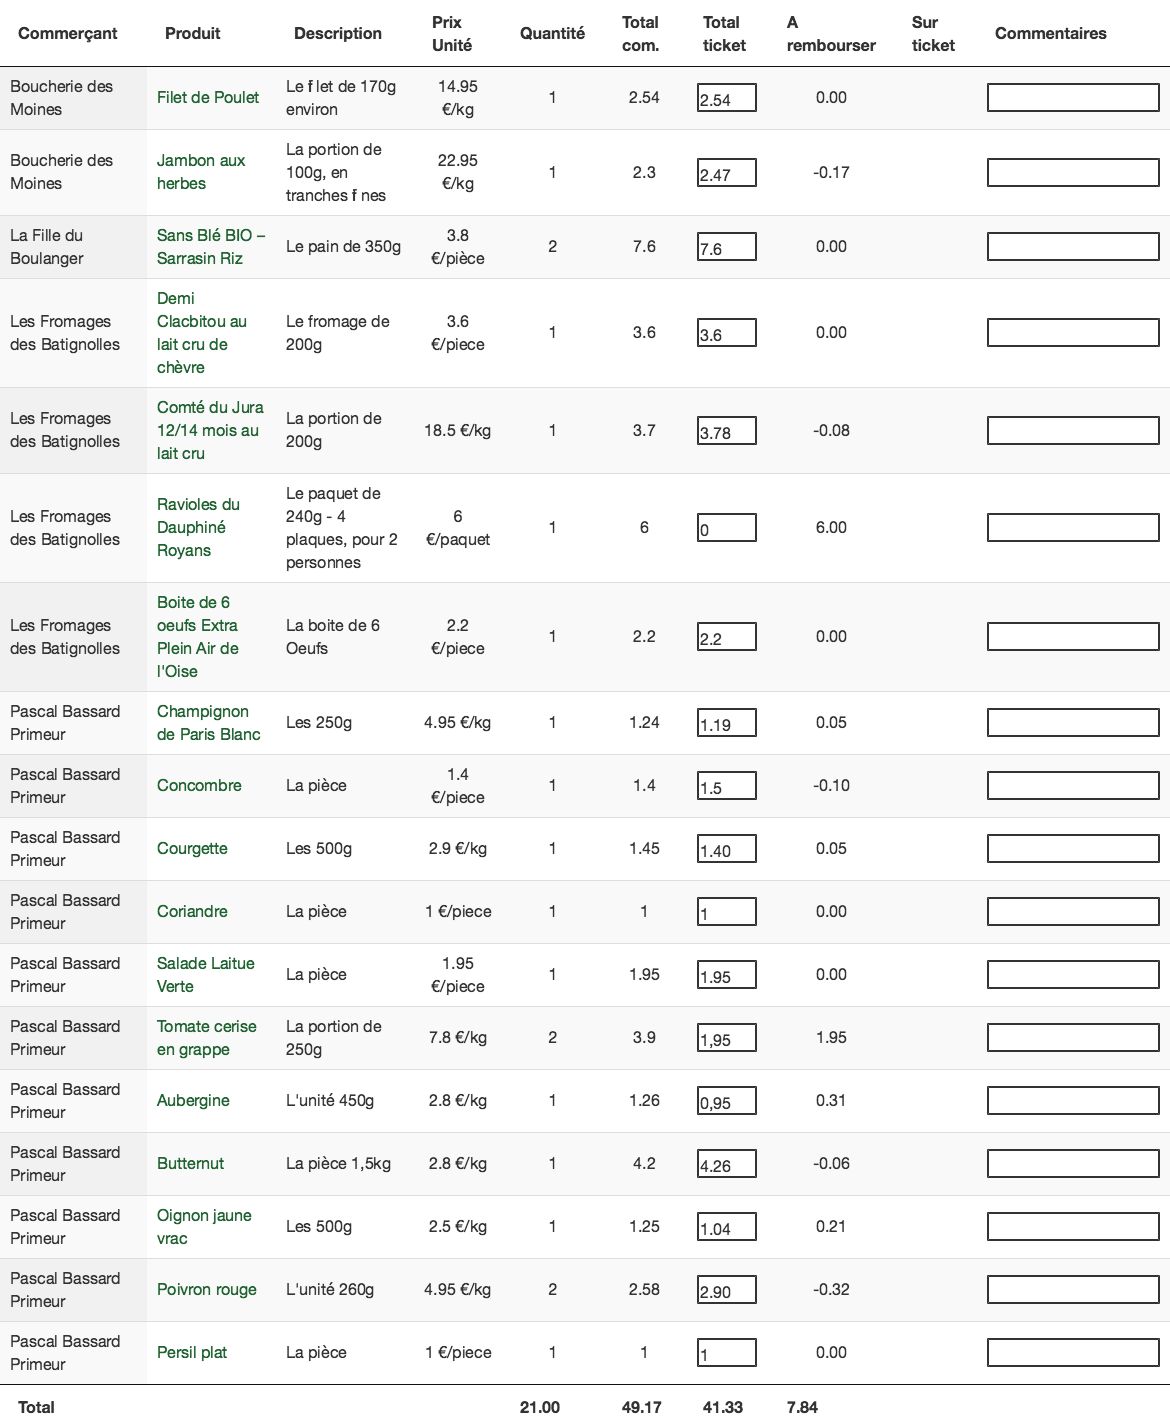 Commerçant Produit Description Prix Unité Quantité Total com. Total ticket A rembourser Sur ticket Commentaires
Boucherie des Moines Filet de Poulet Le filet de 170g environ 14.95 €/kg 1 2.54 2.54 0.00
Boucherie des Moines Jambon aux herbes La portion de 100g, en tranches fines 22.95 €/kg 1 2.3 2.47 -0.17
La Fille du Boulanger Sans Blé BIO – Sarrasin Riz Le pain de 350g 3.8 €/pièce 2 7.6 7.6 0.00
Les Fromages des Batignolles Demi Clacbitou au lait cru de chèvre Le fromage de 200g 3.6 €/piece 1 3.6 3.6 0.00
Les Fromages des Batignolles Comté du Jura 12/14 mois au lait cru La portion de 200g 18.5 €/kg 1 3.7 3.78 -0.08
Les Fromages des Batignolles Ravioles du Dauphiné Royans Le paquet de 240g - 4 plaques, pour 2 personnes 6 €/paquet 1 6 0 6.00
Les Fromages des Batignolles Boite de 6 oeufs Extra Plein Air de l'Oise La boite de 6 Oeufs 2.2 €/piece 1 2.2 2.2 0.00
Pascal Bassard Primeur Champignon de Paris Blanc Les 250g 4.95 €/kg 1 1.24 1.19 0.05
Pascal Bassard Primeur Concombre La pièce 1.4 €/piece 1 1.4 1.5 -0.10
Pascal Bassard Primeur Courgette Les 500g 2.9 €/kg 1 1.45 1.40 0.05
Pascal Bassard Primeur Coriandre La pièce 1 €/piece 1 1 1 0.00
Pascal Bassard Primeur Salade Laitue Verte La pièce 1.95 €/piece 1 1.95 1.95 0.00
Pascal Bassard Primeur Tomate cerise en grappe La portion de 250g 7.8 €/kg 2 3.9 1,95 1.95
Pascal Bassard Primeur Aubergine L'unité 450g 2.8 €/kg 1 1.26 0,95 0.31
Pascal Bassard Primeur Butternut La pièce 1,5kg 2.8 €/kg 1 4.2 4.26 -0.06
Pascal Bassard Primeur Oignon jaune vrac Les 500g 2.5 €/kg 1 1.25 1.04 0.21
Pascal Bassard Primeur Poivron rouge L'unité 260g 4.95 €/kg 2 2.58 2.90 -0.32
Pascal Bassard Primeur Persil plat La pièce 1 €/piece 1 1 1 0.00
Total 21.00 49.17 41.33 7.84